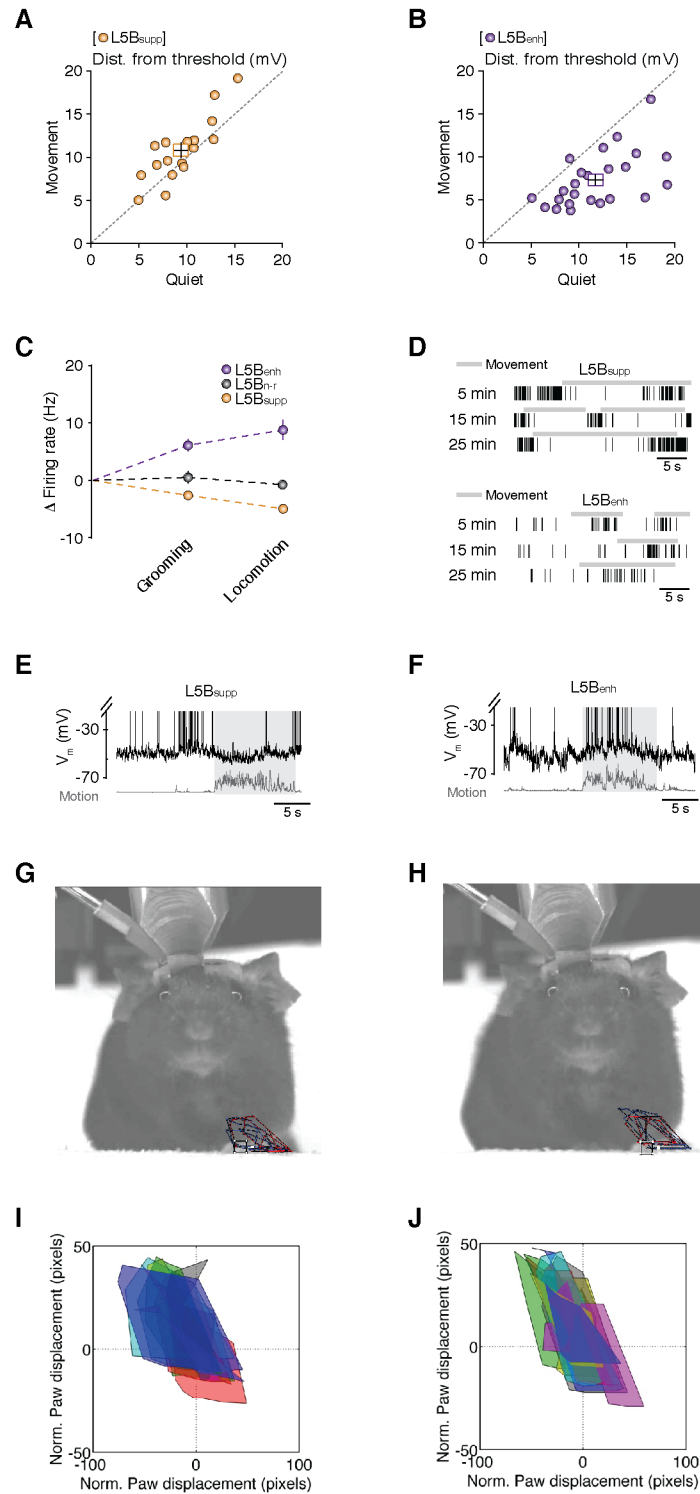 A
[ L5Bsupp]
Dist. from threshold (mV)
20
15
10
5
0
Movement
0 5 10 15 20
Quiet
B
[ L5Benh]
Dist. from threshold (mV)
20
15
10
5
0
Movement
0 5 10 15 20
Quiet
C
20
10
0
-10
Δ Firing rate (Hz)
L5Benh
L5Bn-r
L5Bsupp
Grooming
Locomotion
D
Movement
L5Bsupp
5 min
15 min
25 min
5 s
Movement
L5Benh
5 min
15 min
25 min
5 s
E
L5Bsupp
-30
-70
Vm (mV)
Motion
5 s
F
L5Benh
-30
-70
Vm (mV)
Motion
5 s
G
H
I
50
0
-50
Norm. Paw displacement (pixels)
-100 0 100
Norm. Paw displacement (pixels)
J
50
0
-50
Norm. Paw displacement (pixels)
-100 0 100
Norm. Paw displacement (pixels)